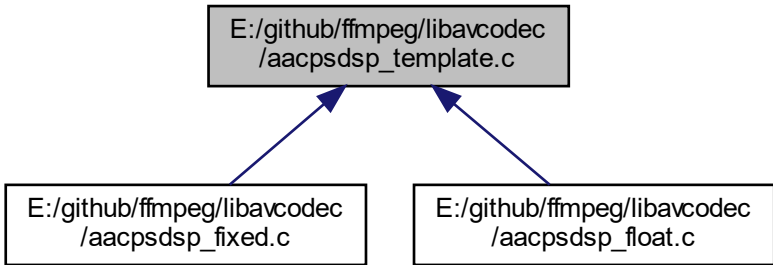 E:/github/ffmpeg/libavcodec
/aacpsdsp_template.c
E:/github/ffmpeg/libavcodec
/aacpsdsp_fixed.c
E:/github/ffmpeg/libavcodec
/aacpsdsp_float.c